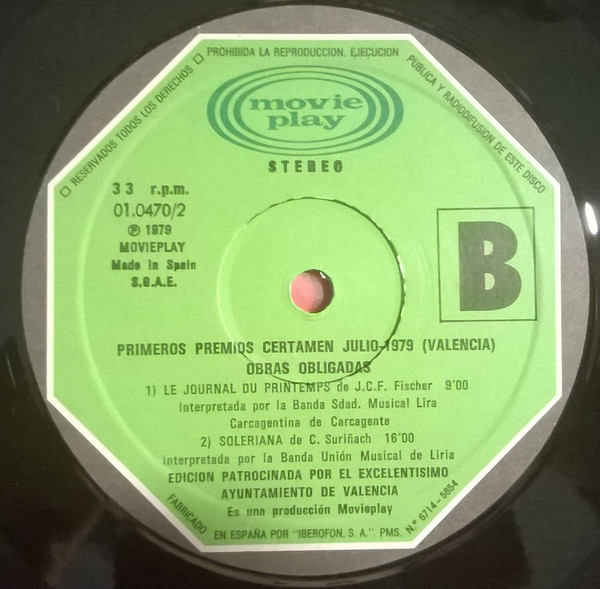 □ RESERVADOS TODOS LOS DERECHOS □ PROHIBIDA LA REPRODUCCION, EJECUCION PUBLICA Y RADIODIFUSION DE ESTE DISCO
movie
play
STEREO
33 r.p.m.
01.0470/2
Ⓟ 1979
MOVIEPLAY
Made in Spain
S.G.A.E.
B
PRIMEROS PREMIOS CERTAMEN JULIO-1979 (VALENCIA)
OBRAS OBLIGADAS
1) LE JOURNAL DU PRINTEMPS de J.C.F. Fischer 9'00
Interpretada por la Banda Sdad. Musical Lira
Carcagentina de Carcagente
2) SOLERIANA de C. Suriñach 16'00
Interpretada por la Banda Unión Musical de Liria
EDICION PATROCINADA POR EL EXCELENTISIMO
AYUNTAMIENTO DE VALENCIA
Es una producción Movieplay
FABRICADO EN ESPAÑA POR "IBEROFON, S. A." PMS. N.º 6714-5654